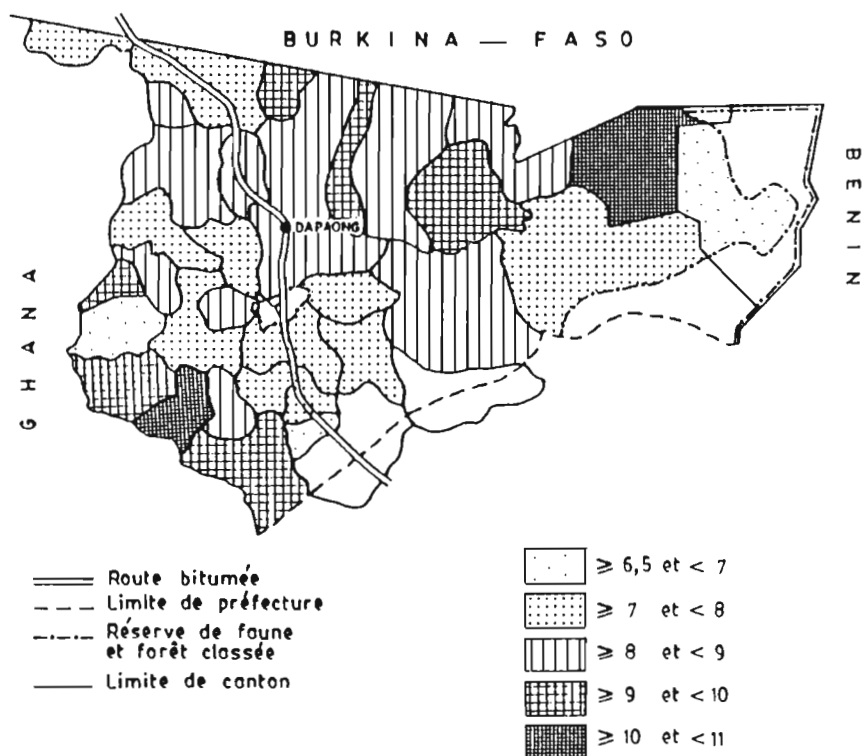 BURKINA — FASO
BENIN
DAPAONG
GHANA
Route bitumée
Limite de préfecture
Réserve de faune
et forêt classée
Limite de canton
⩾ 6,5 et < 7
⩾ 7 et < 8
⩾ 8 et < 9
⩾ 9 et < 10
⩾ 10 et < 11